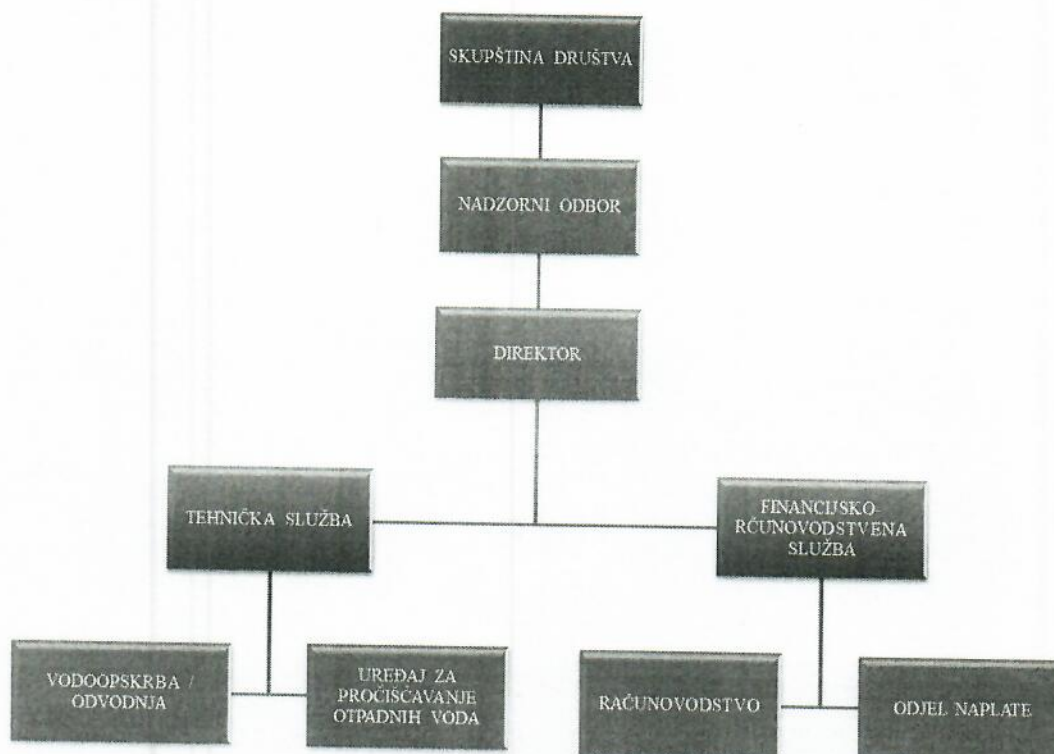 SKUPŠTINA DRUŠTVA
NADZORNI ODBOR
DIREKTOR
TEHNIČKA SLUŽBA
FINANCIJSKO-
RČUNOVODSTVENA
SLUŽBA
VODOOPSKRBA /
ODVODNJA
UREĐAJ ZA
PROČIŠĆAVANJE
OTPADNIH VODA
RAČUNOVODSTVO
ODJEL NAPLATE